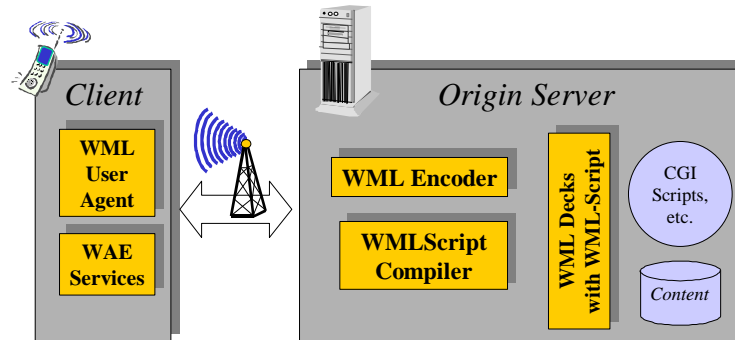 Client
WML
User
Agent
WAE
Services
Origin Server
WML Encoder
WMLScript
Compiler
WML Decks
with WML-Script
CGI
Scripts,
etc.
Content